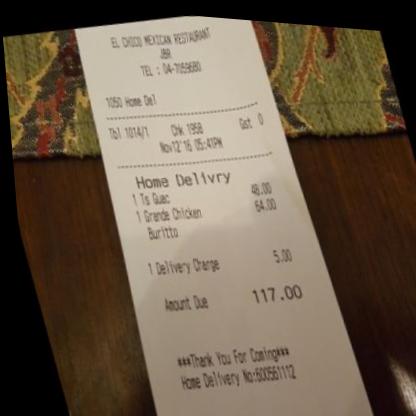 EL CHICO MEXICAN RESTAURANT
JBR
TEL : 04-7059680
1050 Home Del
Tbl 1014/1 Chk 1958 Gst 0
Nov12'16 05:41PM
Home Delivry
1 Ts Guac 48.00
1 Grande Chicken 64.00
Buritto
1 Delivery Charge 5.00
Amount Due 117.00
***Thank You For Coming***
Home Delivery No:600561112